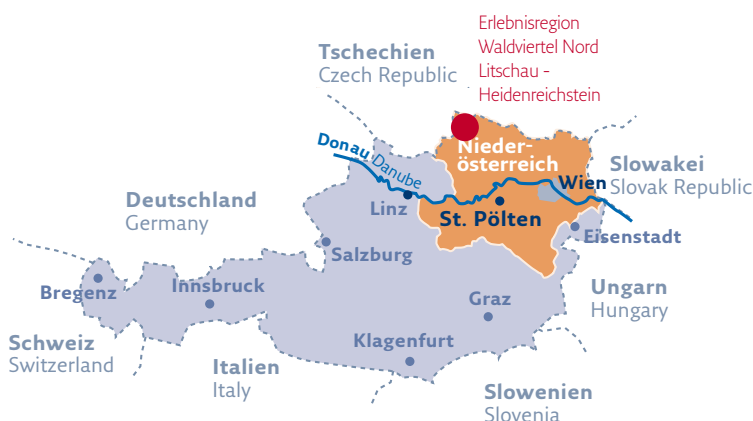 Erlebnisregion
Waldviertel Nord
Litschau -
Heidenreichstein
Tschechien
Czech Republic
Donau Danube
Nieder-
österreich
Wien
Slowakei
Slovak Republic
Linz
St. Pölten
Deutschland
Germany
Eisenstadt
Salzburg
Bregenz
Innsbruck
Graz
Ungarn
Hungary
Schweiz
Switzerland
Klagenfurt
Italien
Italy
Slowenien
Slovenia